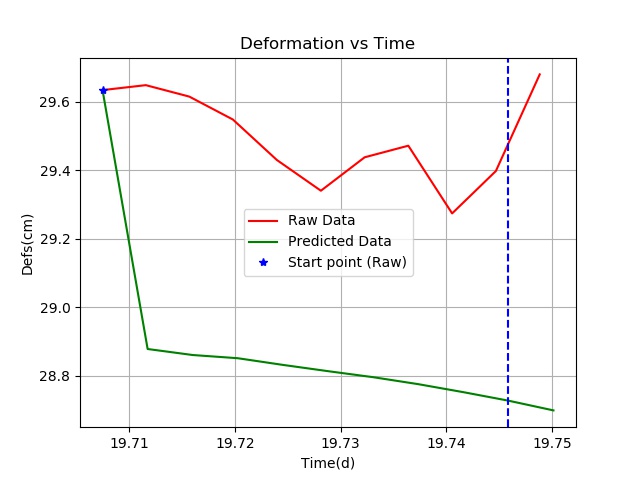 Deformation vs Time
Defs(cm)
29.6
29.4
29.2
29.0
28.8
Raw Data
Predicted Data
Start point (Raw)
19.71 19.72 19.73 19.74 19.75
Time(d)